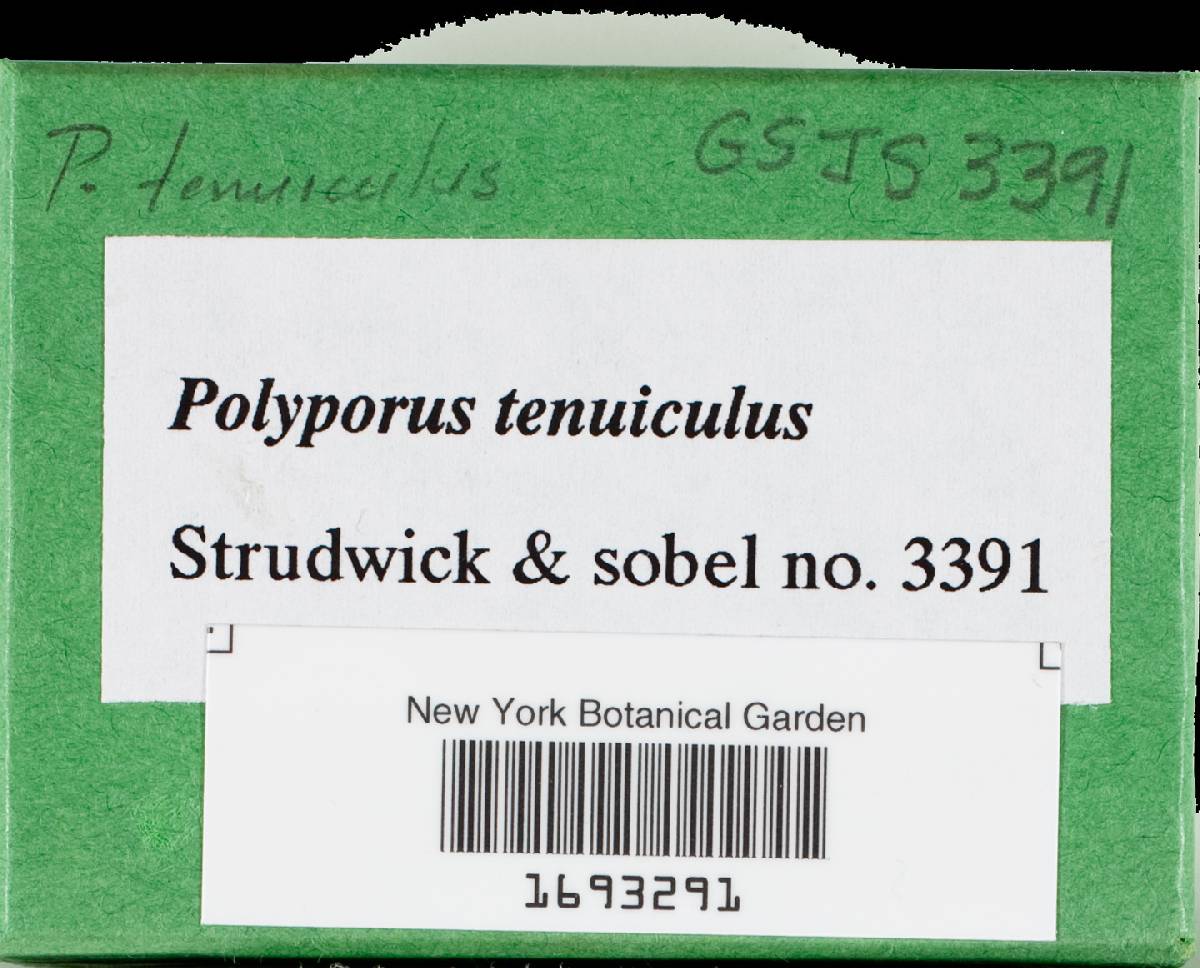 P. tenuiculus GSJS 3391
Polyporus tenuiculus
Strudwick & sobel no. 3391
New York Botanical Garden
1693291